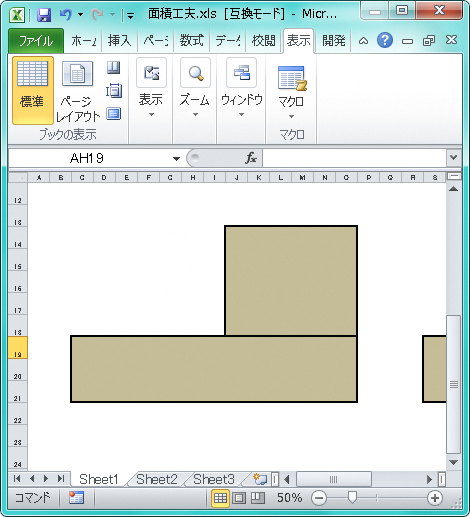 面積工夫.xls [互換モード] - Micr...
ファイル ホーム 挿入 ページ 数式 データ 校閲 表示 開発
標準 ページレイアウト 表示 ズーム ウィンドウ マクロ
ブックの表示 マクロ
AH19 fx
A B C D E F G H I J K L M N O P Q R S
12
13
14
15
16
17
18
19
20
21
22
23
24
Sheet1 Sheet2 Sheet3
コマンド 50%